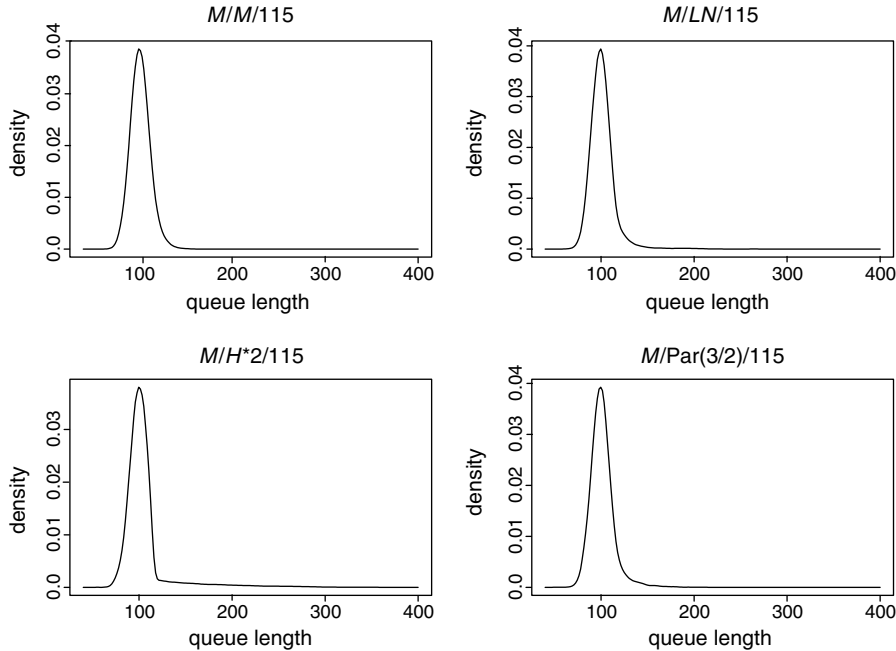 M/M/115
density
0.0 0.01 0.02 0.03
100 200 300 400
queue length
M/LN/115
density
0.0 0.01 0.02 0.03 0.04
100 200 300 400
queue length
M/H*2/115
density
0.0 0.01 0.02 0.03
100 200 300 400
queue length
M/Par(3/2)/115
density
0.0 0.01 0.02 0.03 0.04
100 200 300 400
queue length